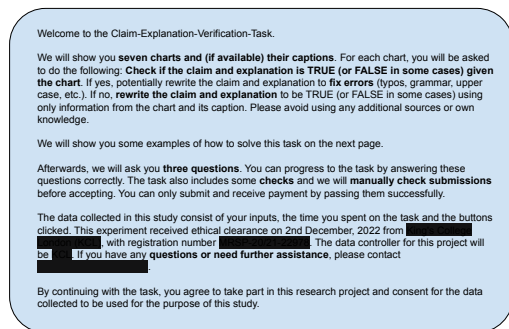 Welcome to the Claim-Explanation-Verification-Task.
We will show you seven charts and (if available) their captions. For each chart, you will be asked
to do the following: Check if the claim and explanation is TRUE (or FALSE in some cases) given
the chart. If yes, potentially rewrite the claim and explanation to fix errors (typos, grammar, upper
case, etc.). If no, rewrite the claim and explanation to be TRUE (or FALSE in some cases) using
only information from the chart and its caption. Please avoid using any additional sources or own
knowledge.
We will show you some examples of how to solve this task on the next page.
Afterwards, we will ask you three questions. You can progress to the task by answering these
questions correctly. The task also includes some checks and we will manually check submissions
before accepting. You can only submit and receive payment by passing them successfully.
The data collected in this study consist of your inputs, the time you spent on the task and the buttons
clicked. This experiment received ethical clearance on 2nd December, 2022 from
, with registration number . The data controller for this project will
be . If you have any questions or need further assistance, please contact
.
By continuing with the task, you agree to take part in this research project and consent for the data
collected to be used for the purpose of this study.